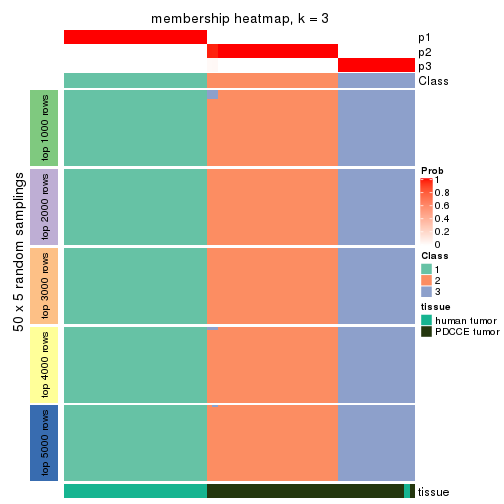 membership heatmap, k = 3
p1
p2
p3
Class
50 x 5 random samplings
top 1000 rows
top 2000 rows
top 3000 rows
top 4000 rows
top 5000 rows
Prob
1
0.8
0.6
0.4
0.2
0
Class
1
2
3
tissue
human tumor
PDCCE tumor
tissue